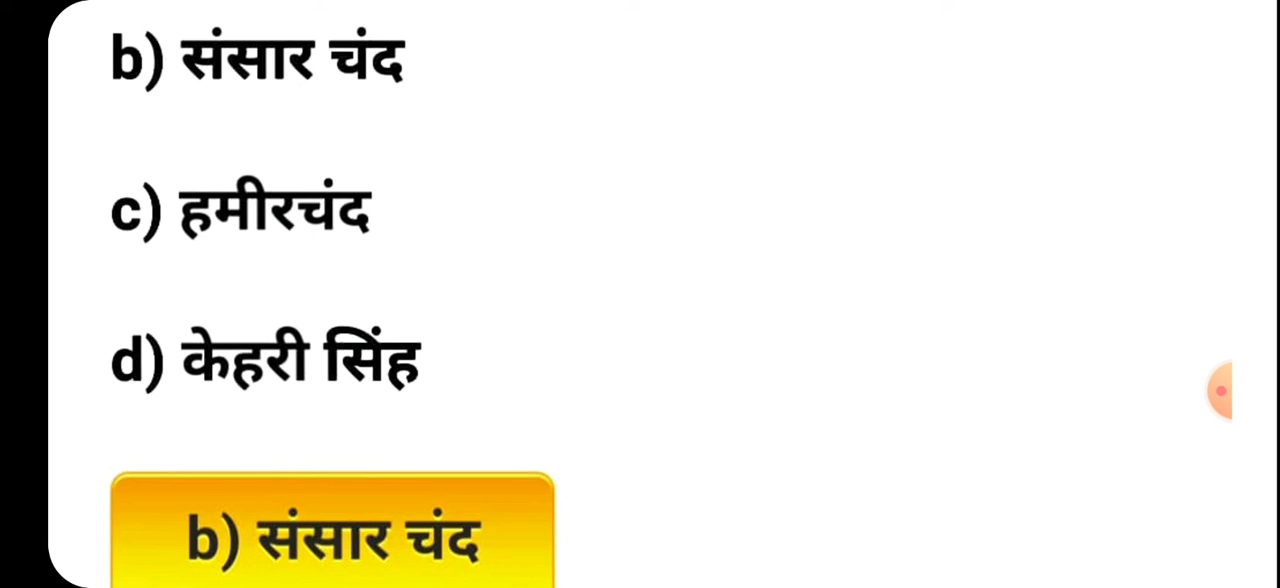 b) संसार चंद
c) हमीरचंद
d) केहरी सिंह
b) संसार चंद